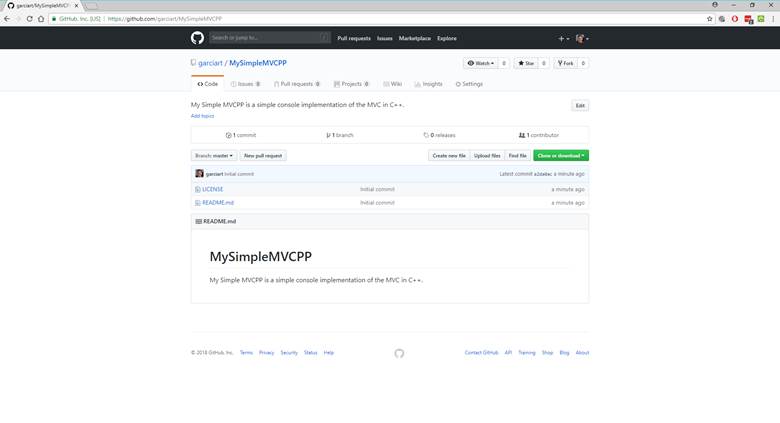 garciart/MySimpleMVCPP
GitHub, Inc. [US] | https://github.com/garciart/MySimpleMVCPP
Search or jump to... / Pull requests Issues Marketplace Explore
garciart / MySimpleMVCPP Watch 0 Star 0 Fork 0
Code Issues 0 Pull requests 0 Projects 0 Wiki Insights Settings
My Simple MVCPP is a simple console implementation of the MVC in C++. Edit
Add topics
1 commit 1 branch 0 releases 1 contributor
Branch: master New pull request Create new file Upload files Find file Clone or download
garciart Initial commit Latest commit a minute ago
LICENSE Initial commit a minute ago
README.md Initial commit a minute ago
README.md
MySimpleMVCPP
My Simple MVCPP is a simple console implementation of the MVC in C++.
© 2018 GitHub, Inc. Terms Privacy Security Status Help Contact GitHub API Training Shop Blog About